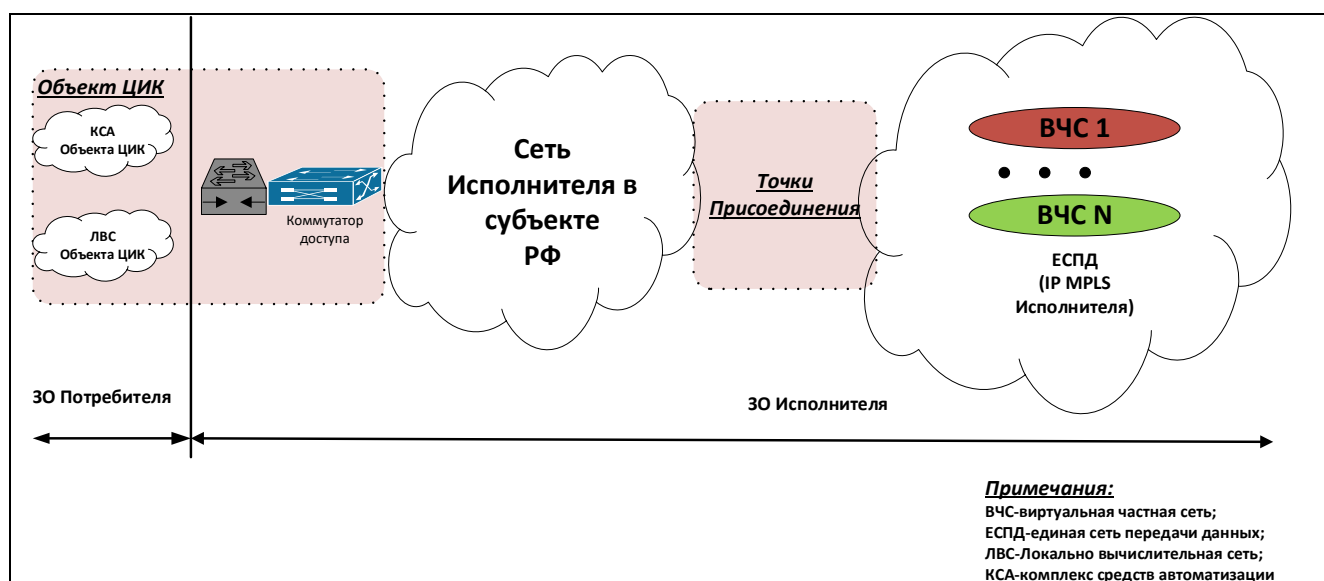 Объект ЦИК
КСА
Объекта ЦИК
ЛВС
Объекта ЦИК
Коммутатор
доступа
Сеть
Исполнителя в
субъекте
РФ
Точки
Присоединения
ВЧС 1
ВЧС N
ЕСПД
(IP MPLS
Исполнителя)
ЗО Потребителя
ЗО Исполнителя
Примечания:
ВЧС-виртуальная частная сеть;
ЕСПД-единая сеть передачи данных;
ЛВС-Локально вычислительная сеть;
КСА-комплекс средств автоматизации